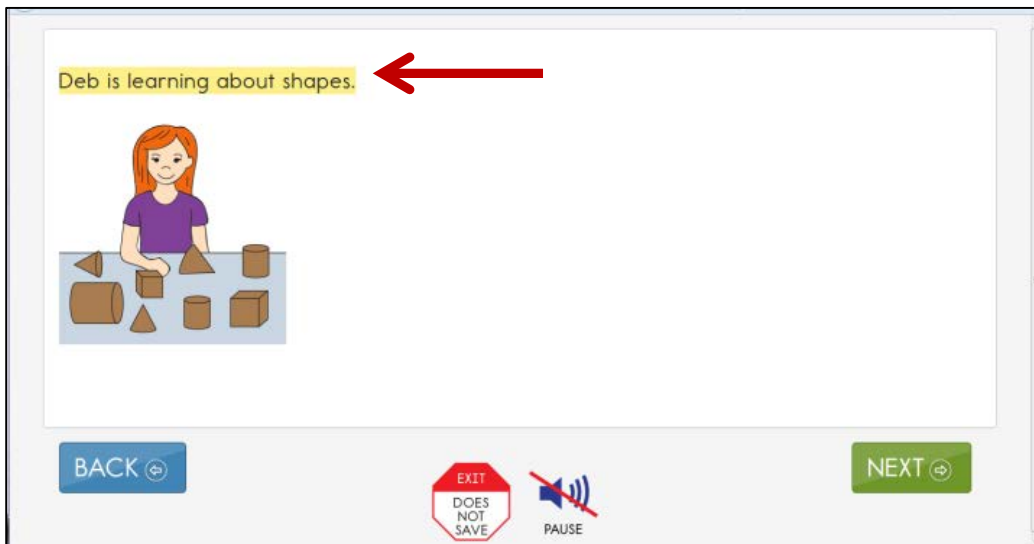 Deb is learning about shapes.
BACK
NEXT
EXIT
DOES
NOT
SAVE
PAUSE